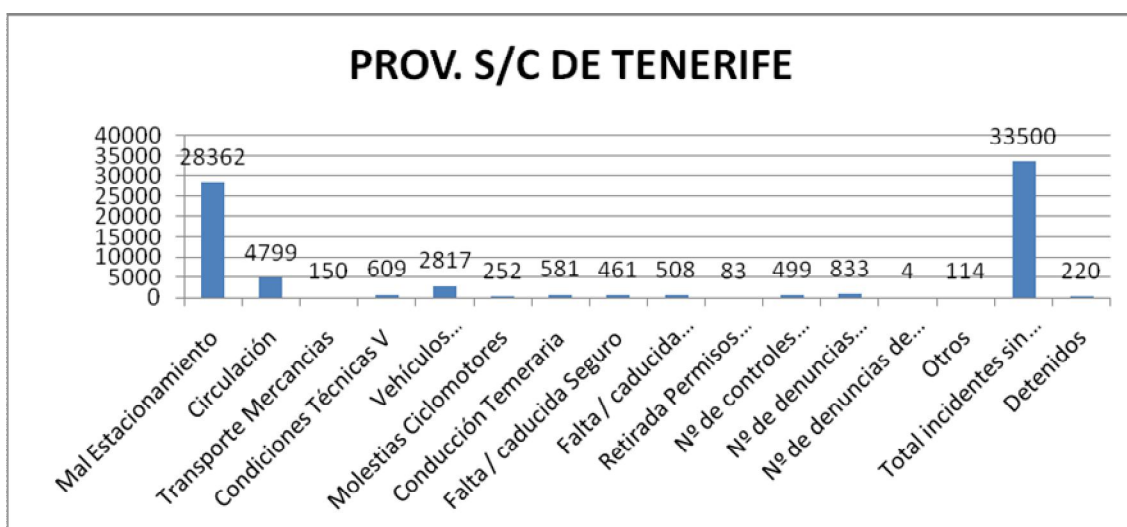 PROV. S/C DE TENERIFE
40000
35000
30000
25000
20000
15000
10000
5000
0
28362
4799
150
609
2817
252
581
461
508
83
499
833
4
114
33500
220
Mal Estacionamiento
Circulación
Transporte Mercancias
Condiciones Técnicas V
Vehículos...
Molestias Ciclomotores
Conducción Temeraria
Falta / caducida Seguro
Falta / caducida...
Retirada Permisos...
Nº de controles...
Nº de denuncias...
Nº de denuncias de...
Otros
Total incidentes sin...
Detenidos